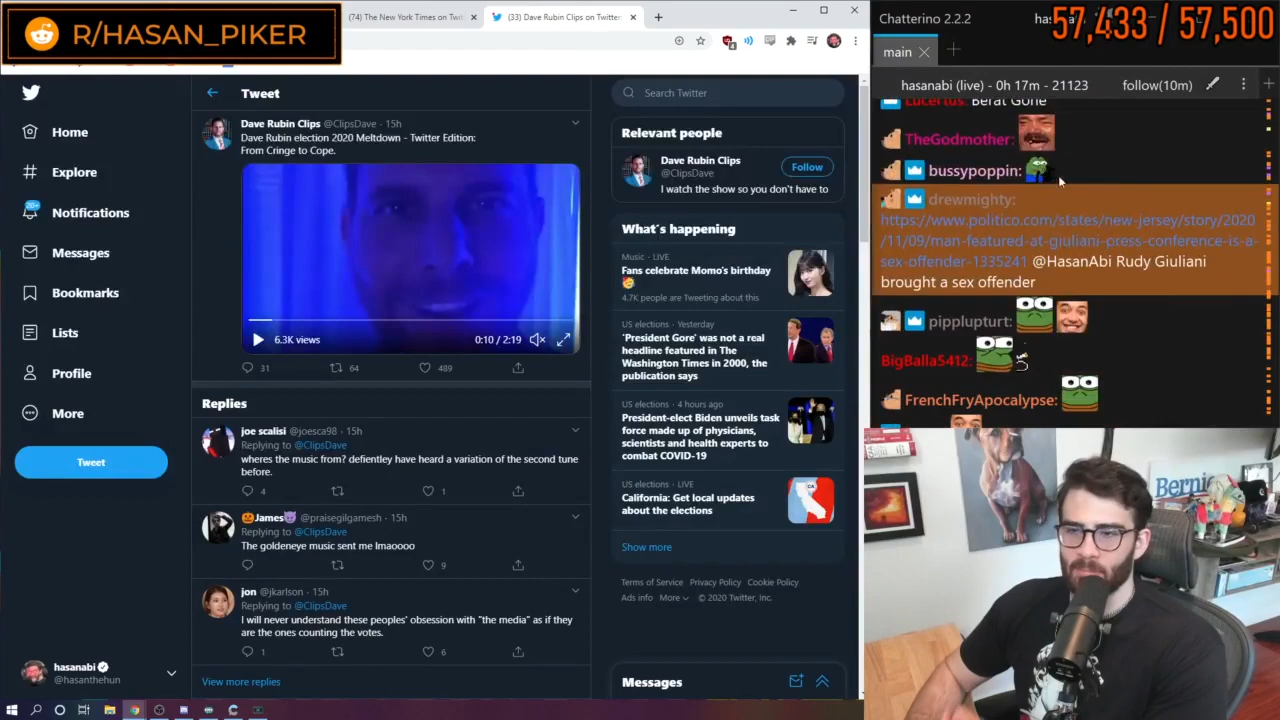 R/HASAN_PIKER
(74) The New York Times on Twit
(33) Dave Rubin Clips on Twitter
Tweet
Home
Explore
20+
Notifications
Messages
Bookmarks
Lists
Profile
More
Tweet
hasanabi
@hasanthehun
Dave Rubin Clips @ClipsDave · 15h
Dave Rubin election 2020 Meltdown - Twitter Edition:
From Cringe to Cope.
6.3K views
0:10 / 2:19
31
64
489
Replies
joe scalisi @joesca98 · 15h
Replying to @ClipsDave
wheres the music from? defientley have heard a variation of the second tune
before.
4
1
🎃James😈 @praisegilgamesh · 15h
Replying to @ClipsDave
The goldeneye music sent me lmaoooo
9
jon @jkarlson · 15h
Replying to @ClipsDave
I will never understand these peoples' obsession with "the media" as if they
are the ones counting the votes.
1
6
View more replies
Search Twitter
Relevant people
Dave Rubin Clips
@ClipsDave
Follow
I watch the show so you don't have to
What's happening
Music · LIVE
Fans celebrate Momo's birthday
🥳
4.7K people are Tweeting about this
US elections · Yesterday
'President Gore' was not a real
headline featured in The
Washington Times in 2000, the
publication says
US elections · 4 hours ago
President-elect Biden unveils task
force made up of physicians,
scientists and health experts to
combat COVID-19
US elections · LIVE
California: Get local updates
about the elections
Show more
Terms of Service Privacy Policy Cookie Policy
Ads info More © 2020 Twitter, Inc.
Messages
Chatterino 2.2.2
57,433 / 57,500
main
hasanabi (live) - 0h 17m - 21123
follow(10m)
Lucertus: Berat Gone
TheGodmother:
bussypoppin:
drewmighty:
https://www.politico.com/states/new-jersey/story/2020
/11/09/man-featured-at-giuliani-press-conference-is-a-
sex-offender-1335241 @HasanAbi Rudy Giuliani
brought a sex offender
pipplupturt:
BigBalla5412:
FrenchFryApocalypse:
Bernie